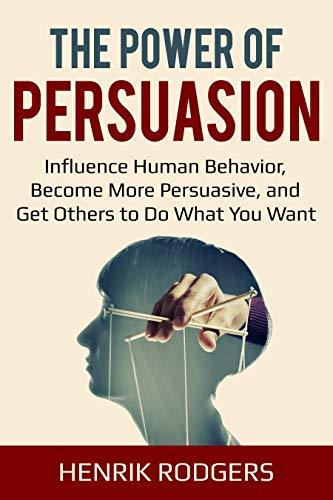 THE POWER OF
PERSUASION
Influence Human Behavior,
Become More Persuasive, and
Get Others to Do What You Want
HENRIK RODGERS